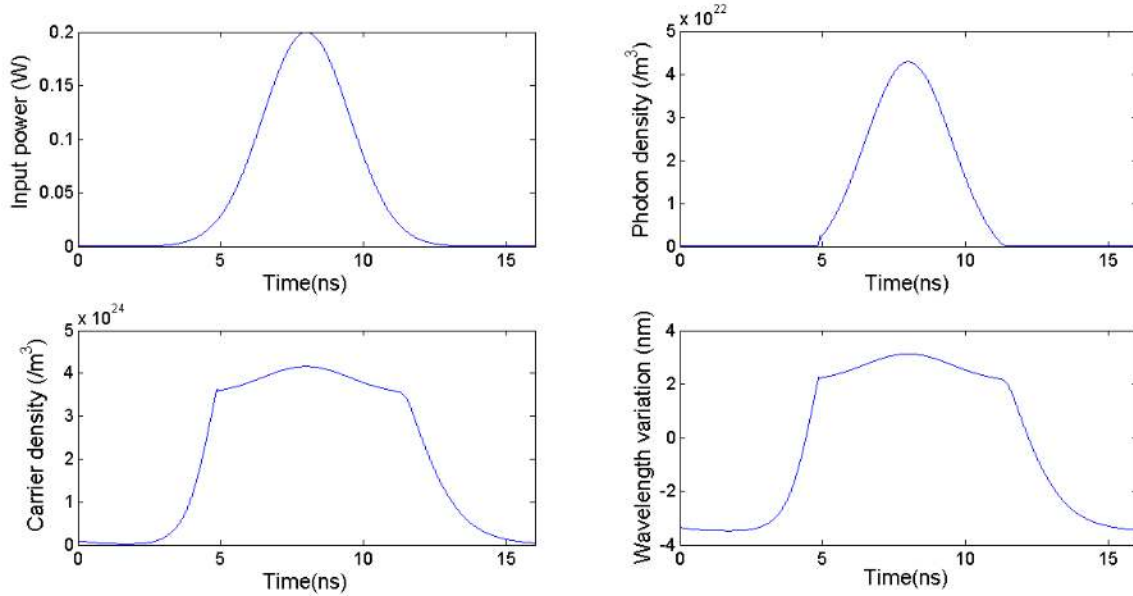 0.2
0.15
0.1
0.05
0
Input power (W)
0 5 10 15
Time(ns)
x 10^22
5
4
3
2
1
0
Photon density (/m^3)
0 5 10 15
Time(ns)
x 10^24
5
4
3
2
1
0
Carrier density (/m^3)
0 5 10 15
Time(ns)
4
2
0
-2
-4
Wavelength variation (nm)
0 5 10 15
Time(ns)